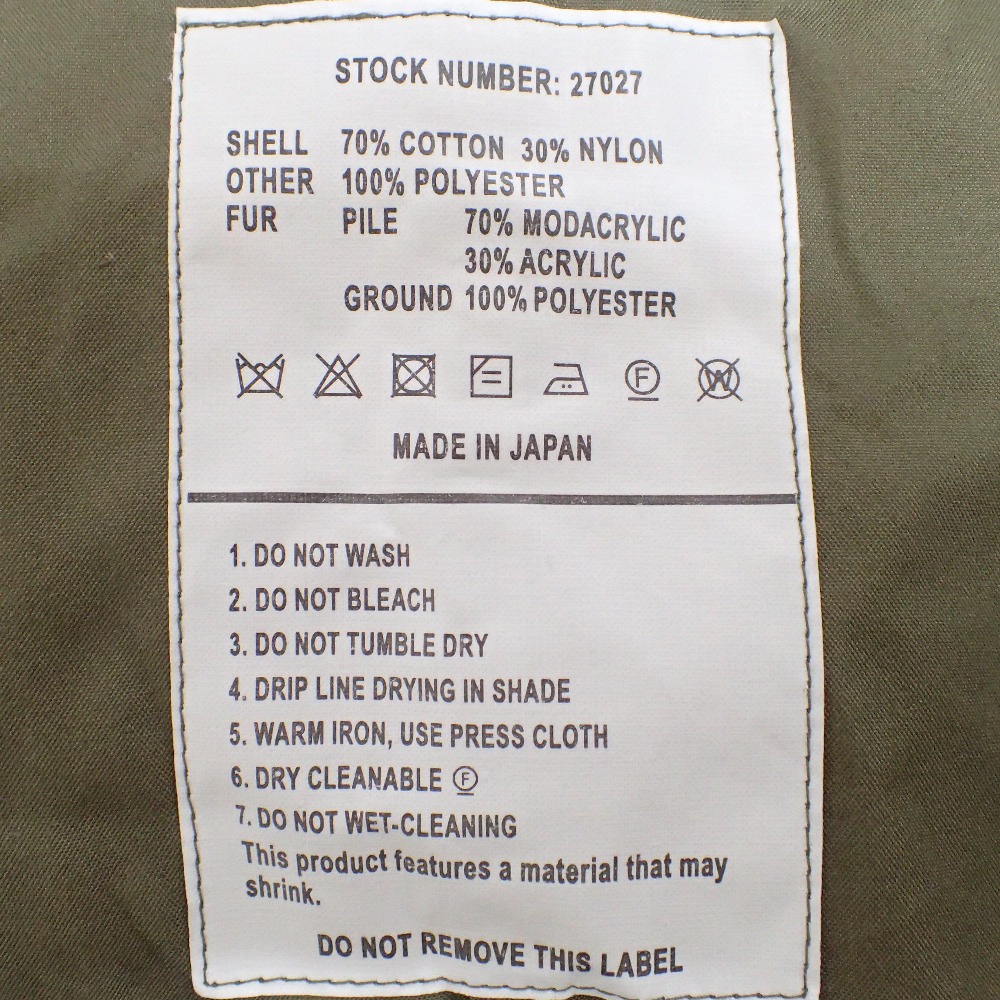 STOCK NUMBER: 27027
SHELL 70% COTTON 30% NYLON
OTHER 100% POLYESTER
FUR PILE 70% MODACRYLIC
30% ACRYLIC
GROUND 100% POLYESTER
F W
MADE IN JAPAN
1. DO NOT WASH
2. DO NOT BLEACH
3. DO NOT TUMBLE DRY
4. DRIP LINE DRYING IN SHADE
5. WARM IRON, USE PRESS CLOTH
6. DRY CLEANABLE F
7. DO NOT WET-CLEANING
This product features a material that may
shrink.
DO NOT REMOVE THIS LABEL